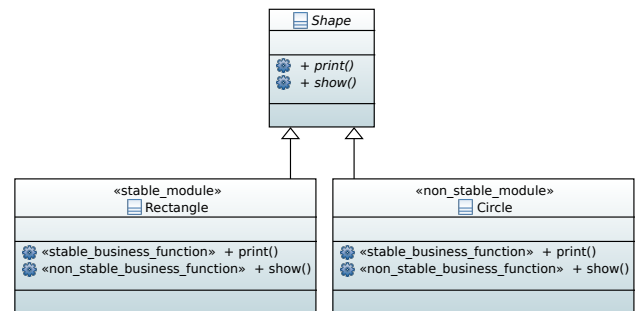 Shape
+ print()
+ show()
«stable_module»
Rectangle
«stable_business_function» + print()
«non_stable_business_function» + show()
«non_stable_module»
Circle
«stable_business_function» + print()
«non_stable_business_function» + show()